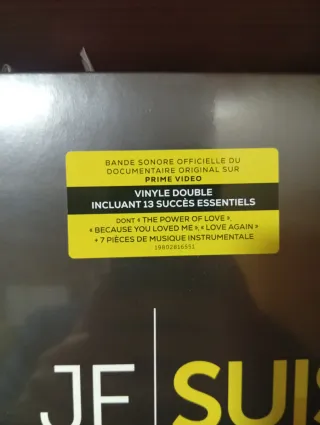 BANDE SONORE OFFICIELLE DU
DOCUMENTAIRE ORIGINAL SUR
PRIME VIDEO
VINYLE DOUBLE
INCLUANT 13 SUCCÈS ESSENTIELS
DONT « THE POWER OF LOVE »,
« BECAUSE YOU LOVED ME », « LOVE AGAIN »
+ 7 PIÈCES DE MUSIQUE INSTRUMENTALE
19802816551
JE SUIS